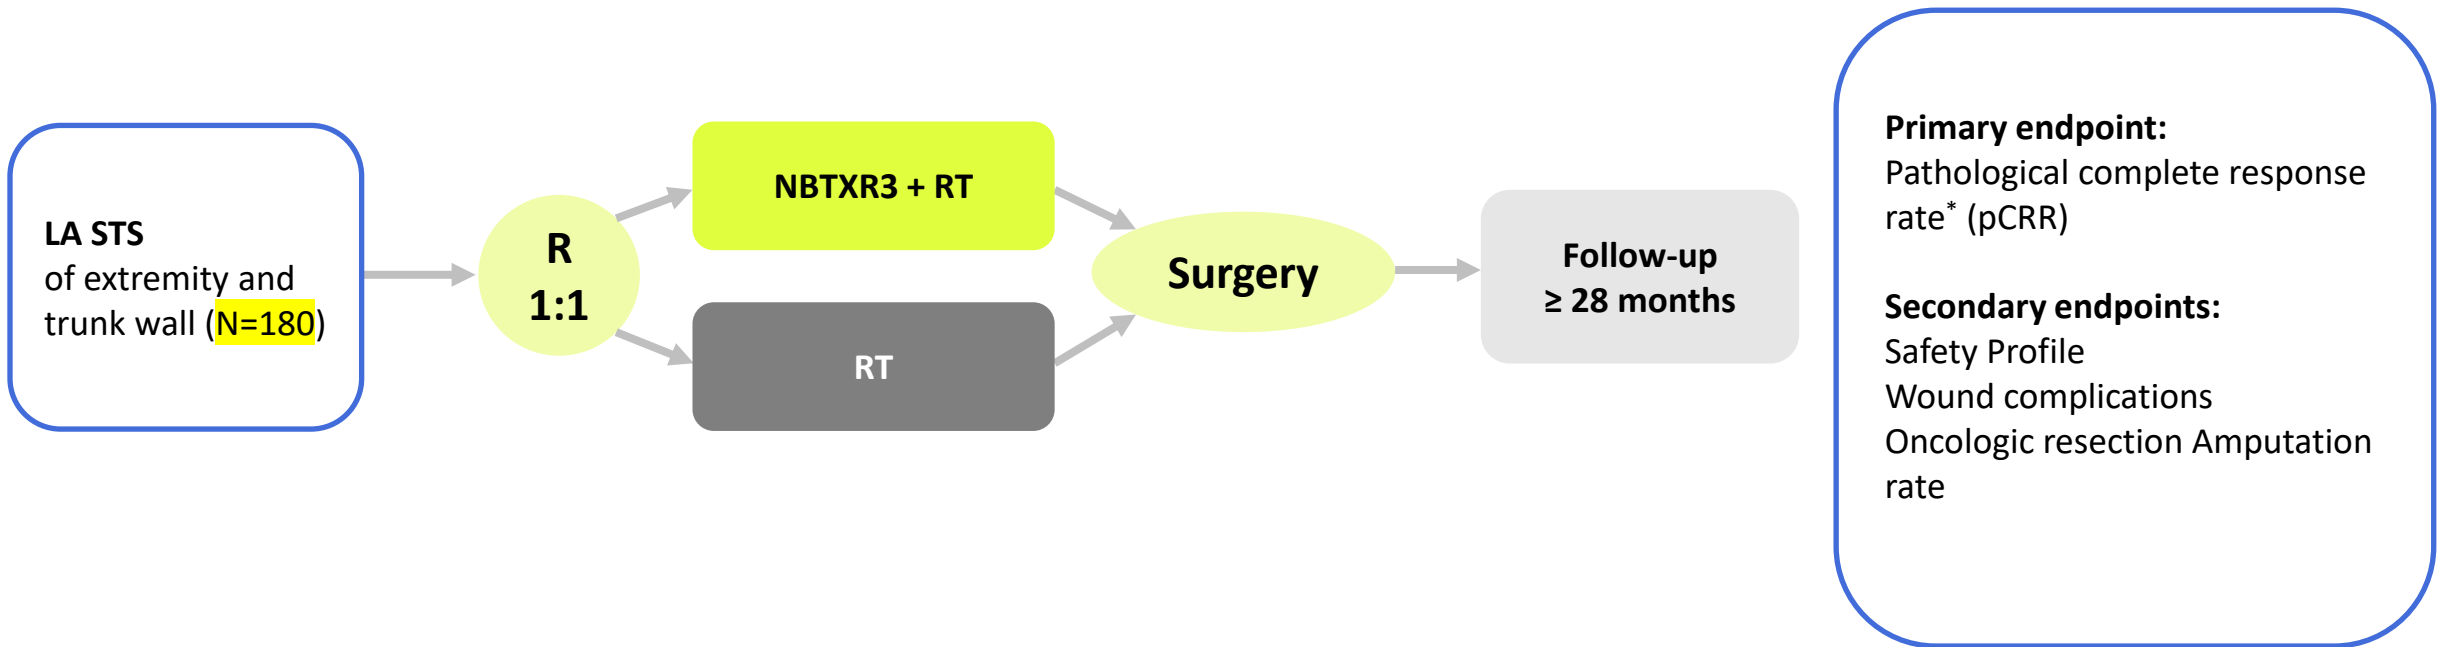 LA STS
of extremity and
trunk wall (N=180)
R
1:1
NBTXR3 + RT
RT
Surgery
Follow-up
≥ 28 months
Primary endpoint:
Pathological complete response
rate* (pCRR)
Secondary endpoints:
Safety Profile
Wound complications
Oncologic resection Amputation
rate